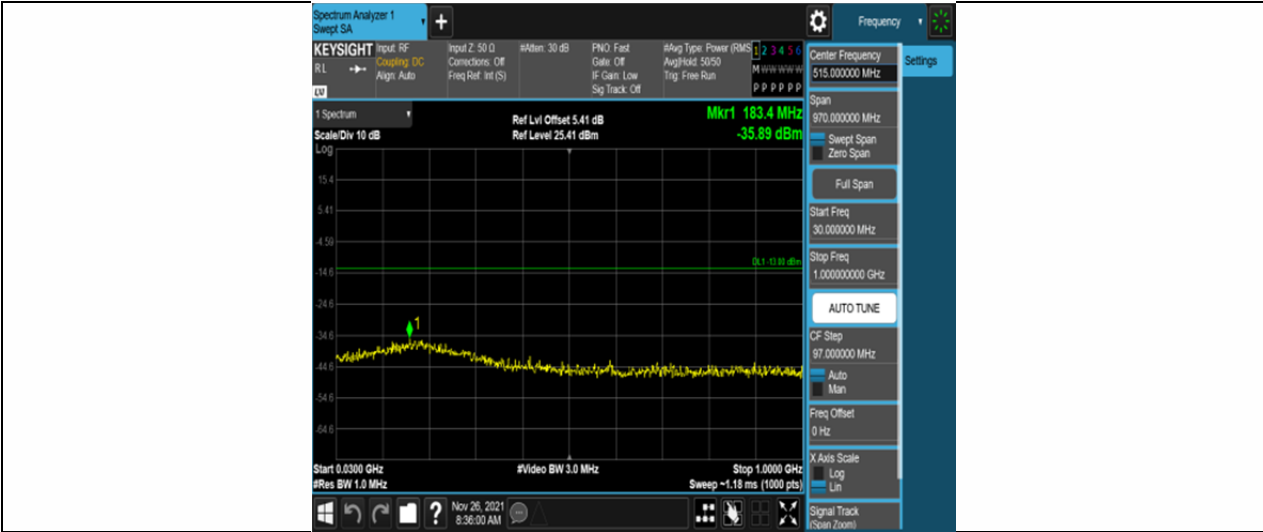 Spectrum Analyzer 1
Swept SA
+
Frequency
KEYSIGHT
Input: RF
Coupling: DC
Align: Auto
RL
LV
Input Z: 50 Ω
Corrections: Off
Freq Ref: Int (S)
#Atten: 30 dB
PNO: Fast
Gate: Off
IF Gain: Low
Sig Track: Off
#Avg Type: Power (RMS
Avg|Hold: 50/50
Trig: Free Run
1 2 3 4 5 6
M W W W W W
P P P P P P
1 Spectrum
Scale/Div 10 dB
Ref Lvl Offset 5.41 dB
Ref Level 25.41 dBm
Mkr1 183.4 MHz
-35.89 dBm
Log
15.4
5.41
-4.59
-14.6
-24.6
-34.6
-44.6
-54.6
-64.6
DL1 -13.00 dBm
1
Start 0.0300 GHz
#Res BW 1.0 MHz
#Video BW 3.0 MHz
Stop 1.0000 GHz
Sweep ~1.18 ms (1000 pts)
?
Nov 26, 2021
8:36:00 AM
Center Frequency
515.000000 MHz
Span
970.000000 MHz
Swept Span
Zero Span
Full Span
Start Freq
30.000000 MHz
Stop Freq
1.000000000 GHz
AUTO TUNE
CF Step
97.000000 MHz
Auto
Man
Freq Offset
0 Hz
X Axis Scale
Log
Lin
Signal Track
(Span Zoom)
Settings